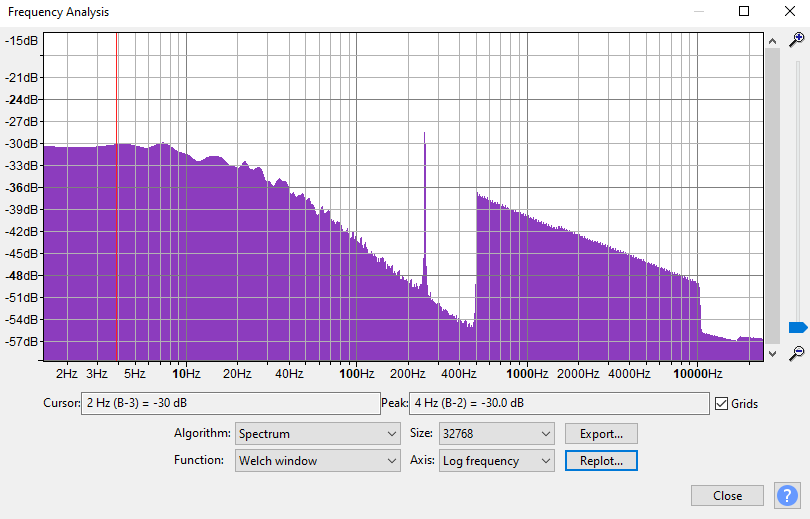 Frequency Analysis
-15dB
-21dB
-24dB
-27dB
-30dB
-33dB
-36dB
-39dB
-42dB
-45dB
-48dB
-51dB
-54dB
-57dB
2Hz 3Hz 5Hz 10Hz 20Hz 40Hz 100Hz 200Hz 400Hz 1000Hz 2000Hz 4000Hz 10000Hz
Cursor: 2 Hz (B-3) = -30 dB Peak: 4 Hz (B-2) = -30.0 dB Grids
Algorithm: Spectrum Size: 32768 Export...
Function: Welch window Axis: Log frequency Replot...
Close ?